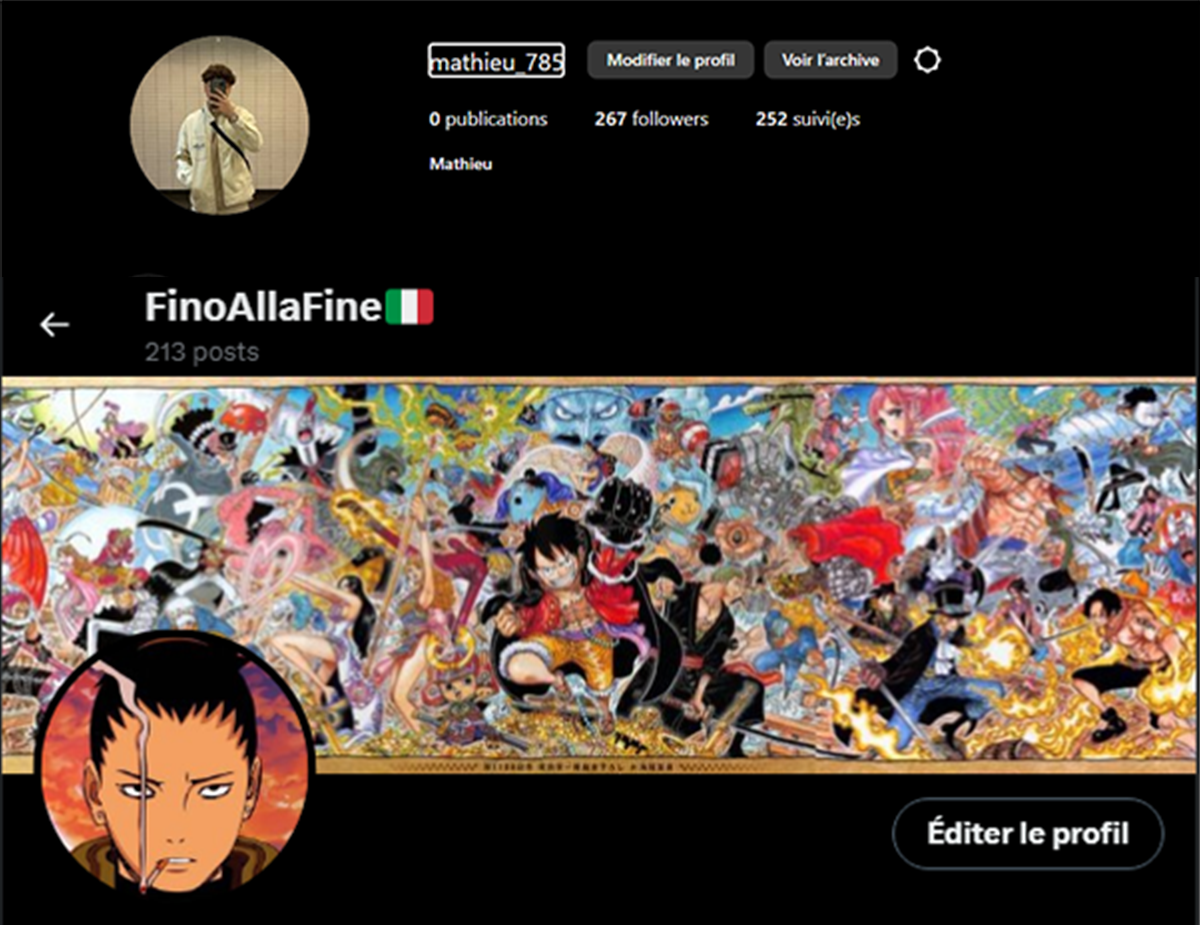 mathieu_785 Modifier le profil Voir l'archive
0 publications 267 followers 252 suivi(e)s
Mathieu
FinoAllaFine
213 posts
Éditer le profil